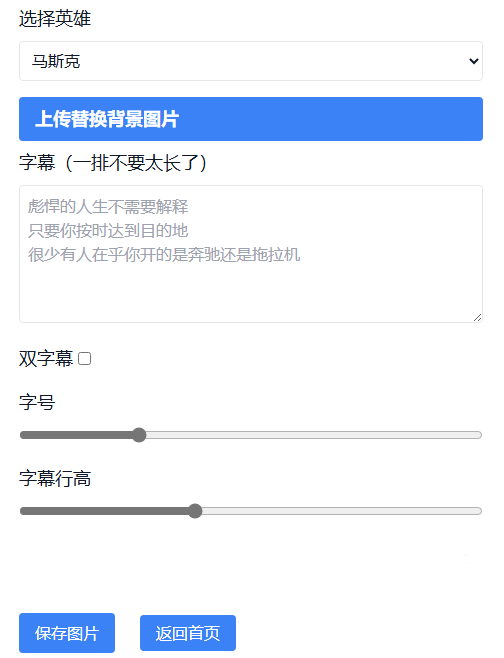 选择英雄
马斯克
上传替换背景图片
字幕（一排不要太长了）
彪悍的人生不需要解释
只要你按时达到目的地
很少有人在乎你开的是奔驰还是拖拉机
双字幕
字号
字幕行高
保存图片
返回首页